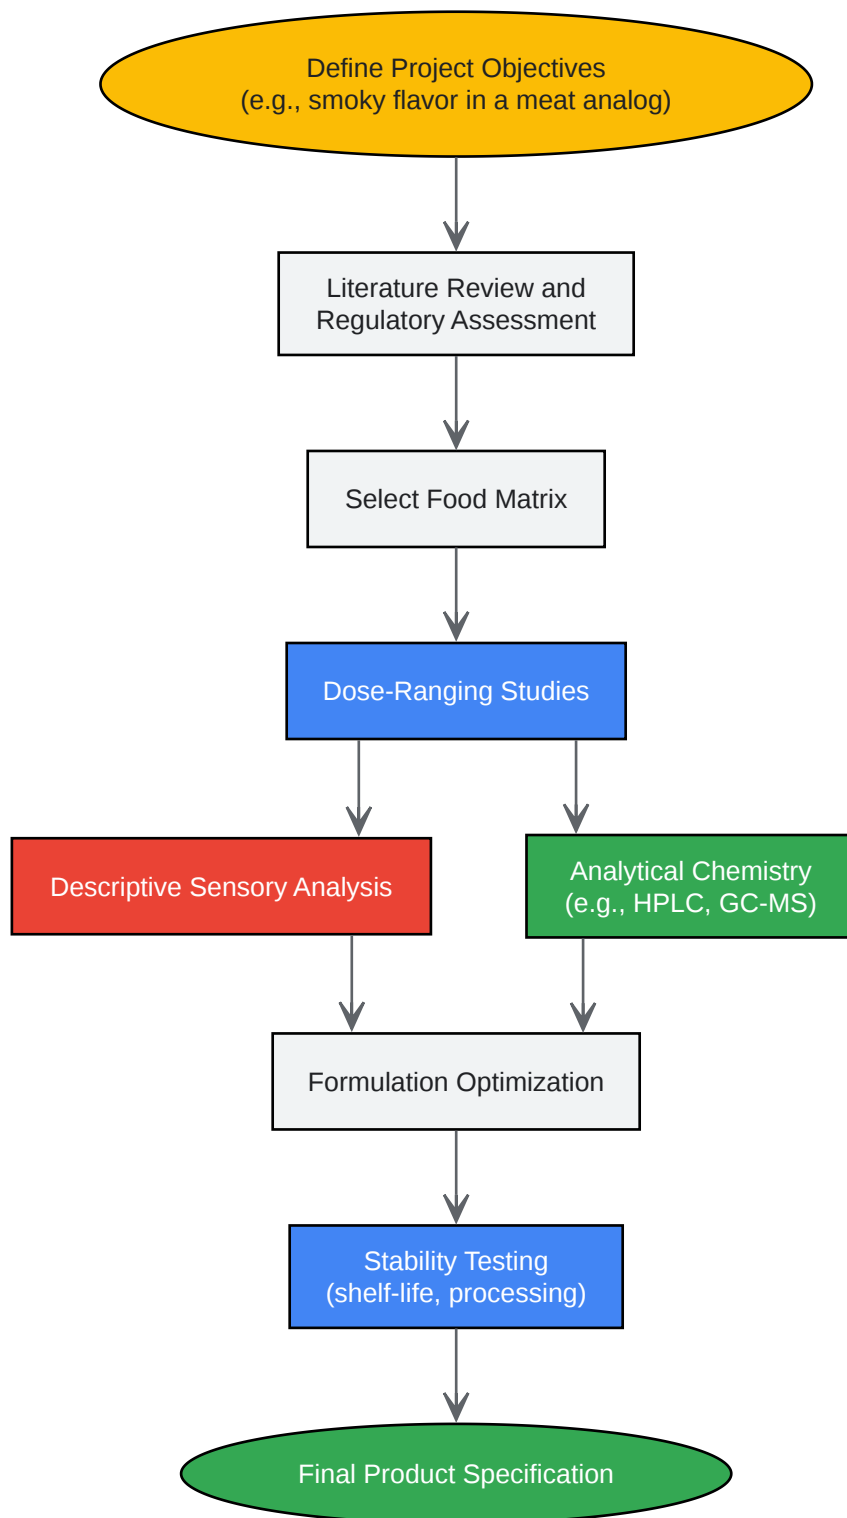 Define Project Objectives
(e.g., smoky flavor in a meat analog)
Literature Review and
Regulatory Assessment
Select Food Matrix
Dose-Ranging Studies
Descriptive Sensory Analysis
Analytical Chemistry
(e.g., HPLC, GC-MS)
Formulation Optimization
Stability Testing
(shelf-life, processing)
Final Product Specification